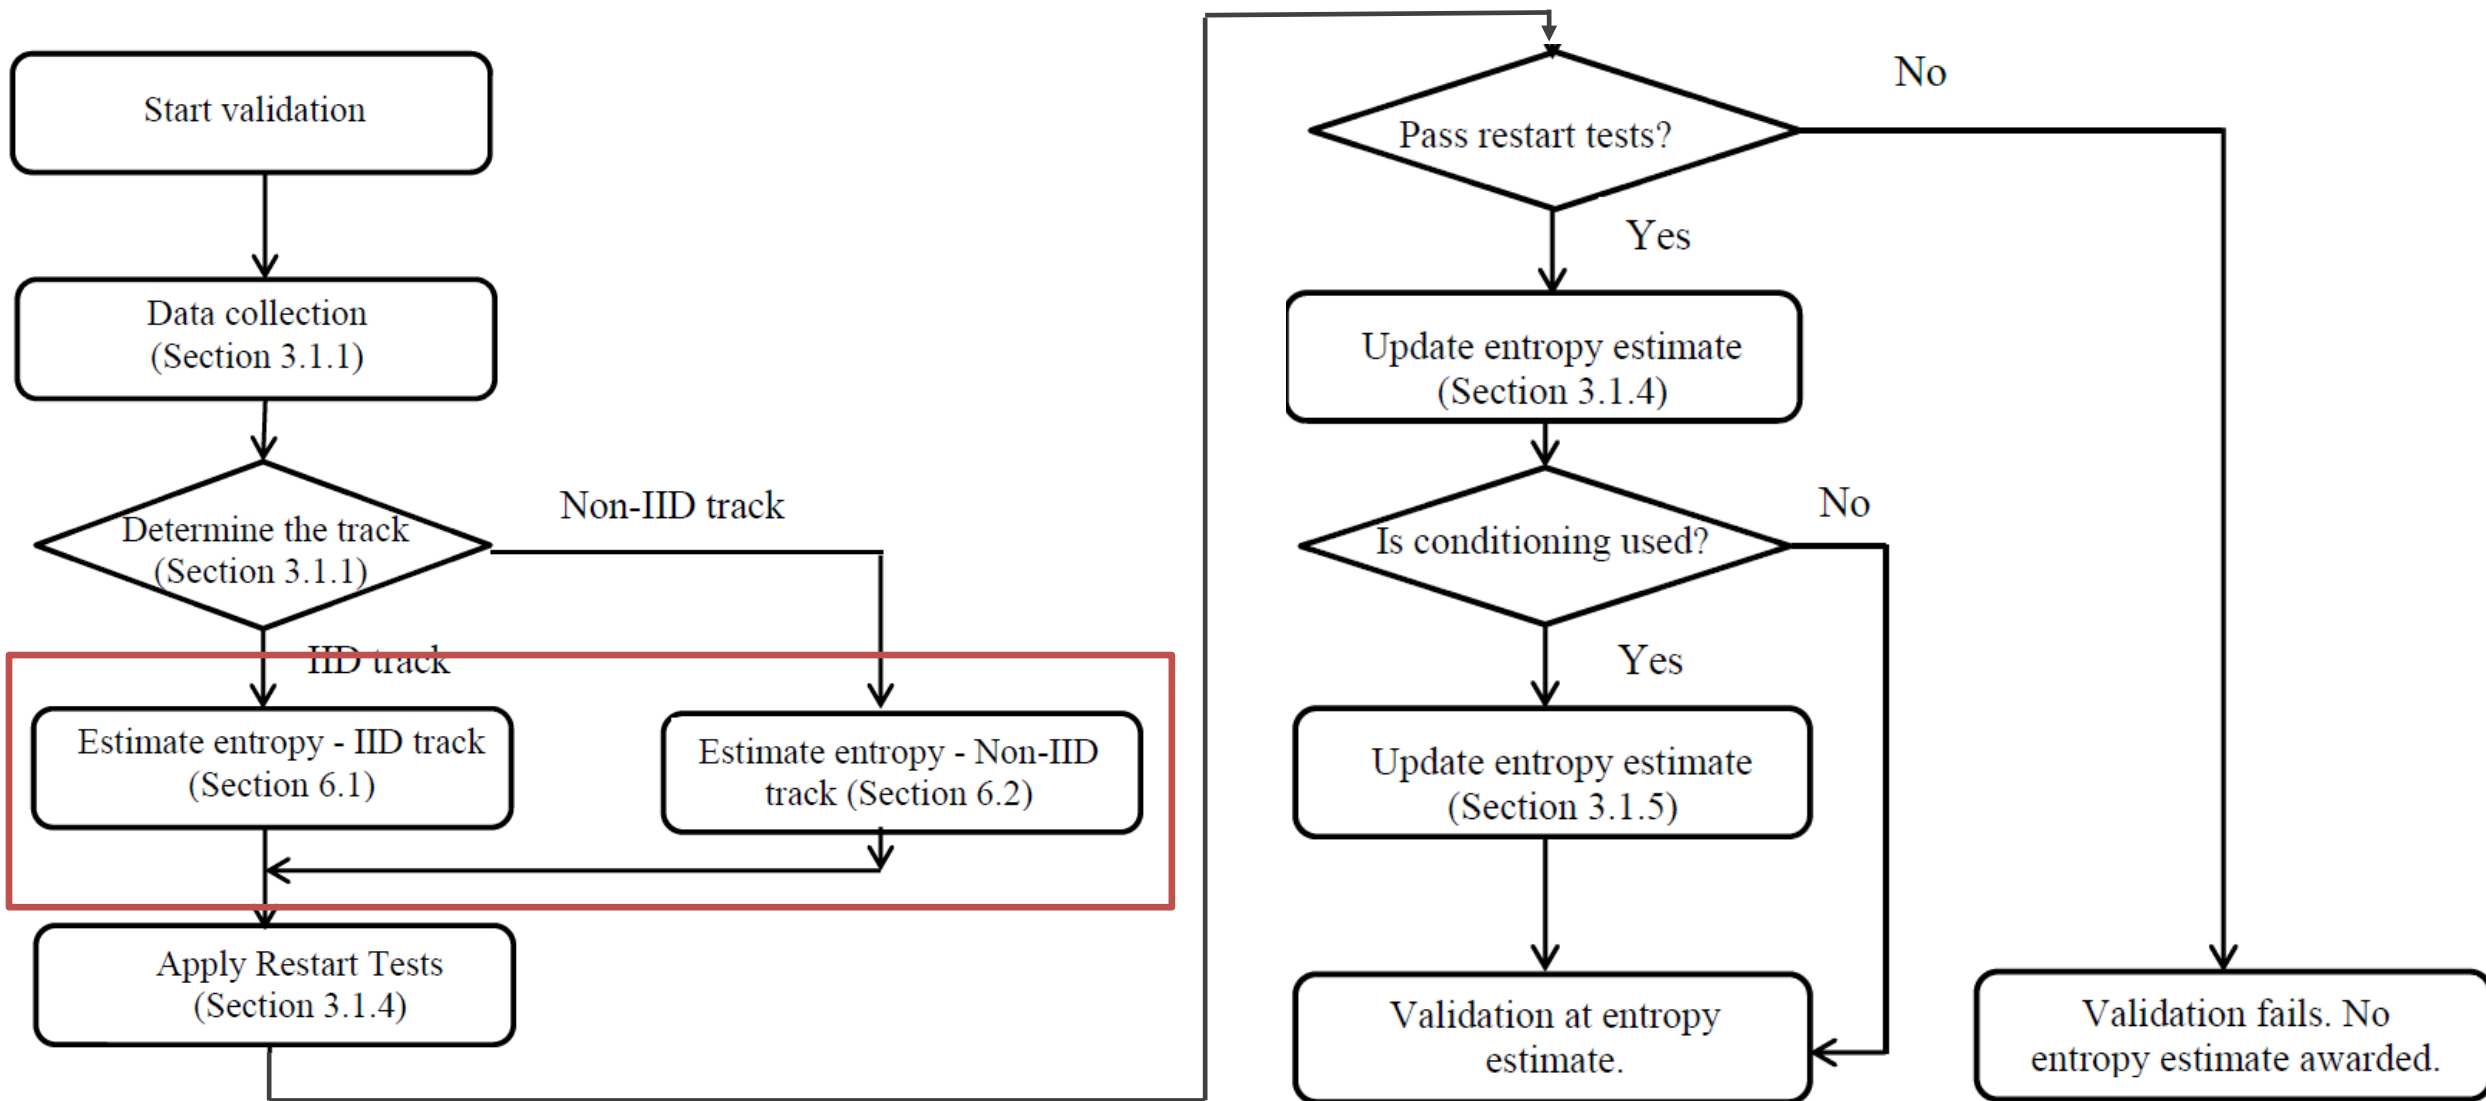 Start validation
Data collection
(Section 3.1.1)
Determine the track
(Section 3.1.1)
Non-IID track
IID track
Estimate entropy - IID track
(Section 6.1)
Estimate entropy - Non-IID
track (Section 6.2)
Apply Restart Tests
(Section 3.1.4)
Pass restart tests?
No
Yes
Update entropy estimate
(Section 3.1.4)
Is conditioning used?
No
Yes
Update entropy estimate
(Section 3.1.5)
Validation at entropy
estimate.
Validation fails. No
entropy estimate awarded.